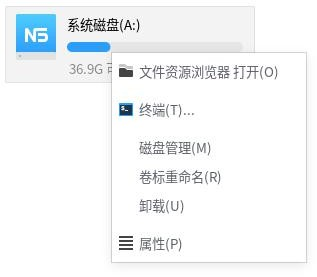 系统磁盘(A:)
NS
36.9G 可
文件资源浏览器 打开(O)
终端(T)...
磁盘管理(M)
卷标重命名(R)
卸载(U)
属性(P)